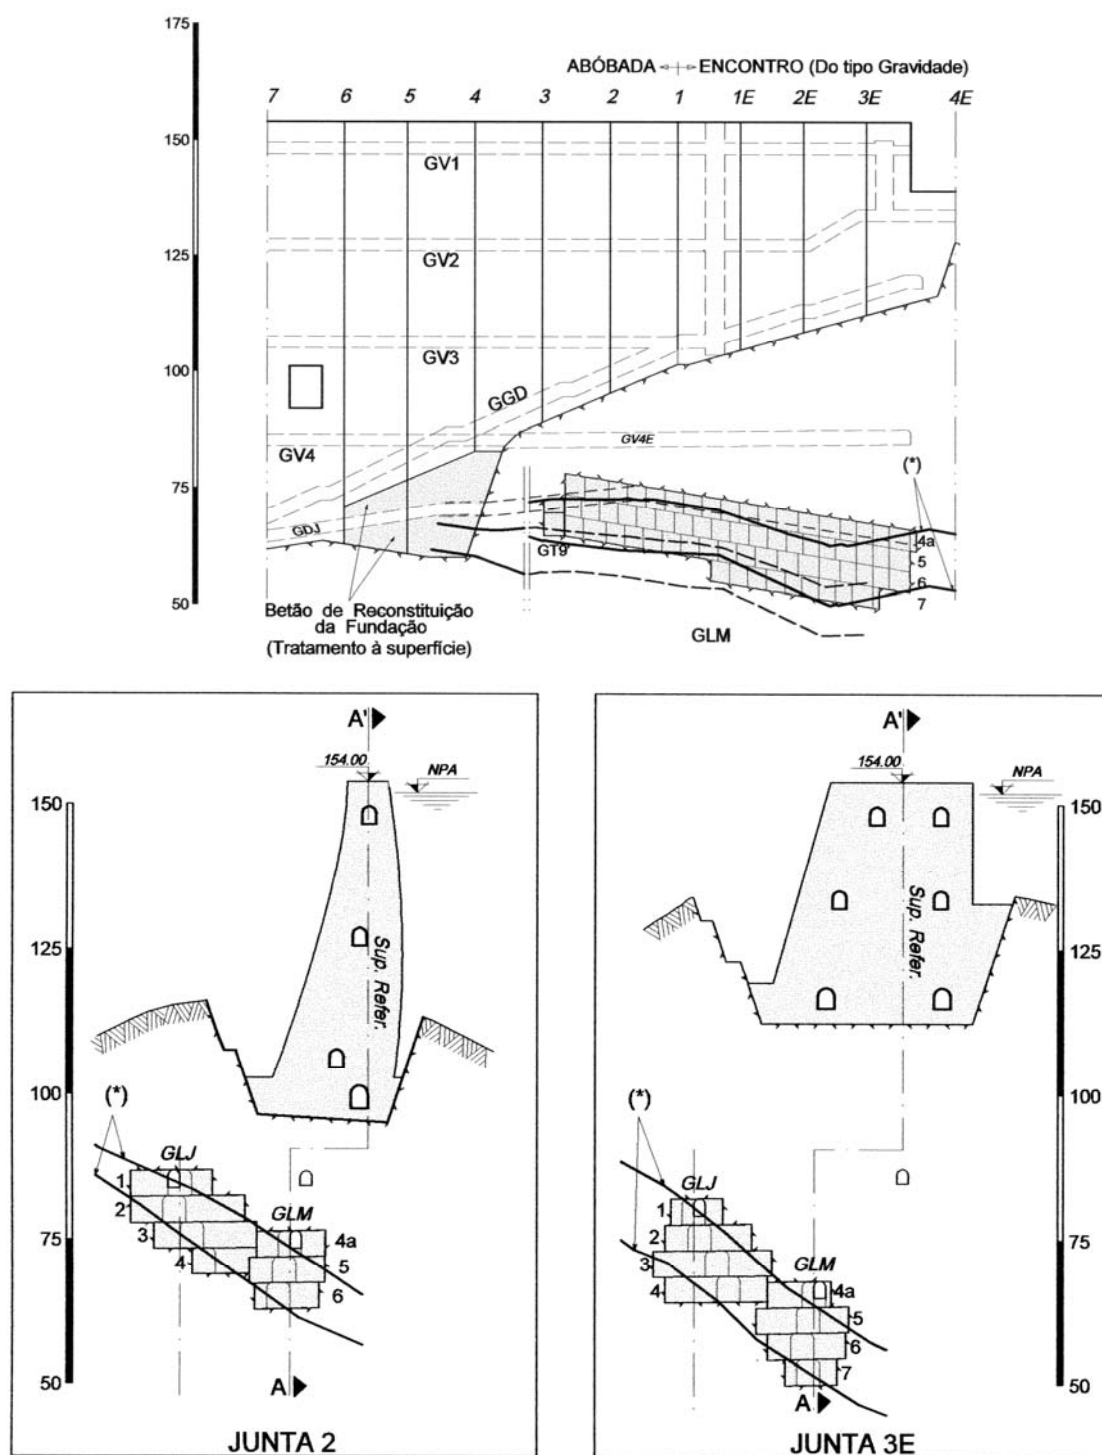 175
ABÓBADA ENCONTRO (Do tipo Gravidade)
7 6 5 4 3 2 1 1E 2E 3E 4E
150
GV1
125
GV2
GV3
100
GGD
GV4
GV4E
(*)
75
GDJ
GT9
4a
5
6
7
50
Betão de Reconstituição
da Fundação
(Tratamento à superfície)
GLM
A'
154.00
NPA
150
Sup. Refer.
125
100
(*)
GLJ
1
2
GLM
75
3
4a
4
5
6
50
A
JUNTA 2
A'
154.00
NPA
150
Sup. Refer.
125
100
(*)
GLJ
1
2
75
3
GLM
4
4a
5
6
7
50
A
JUNTA 3E